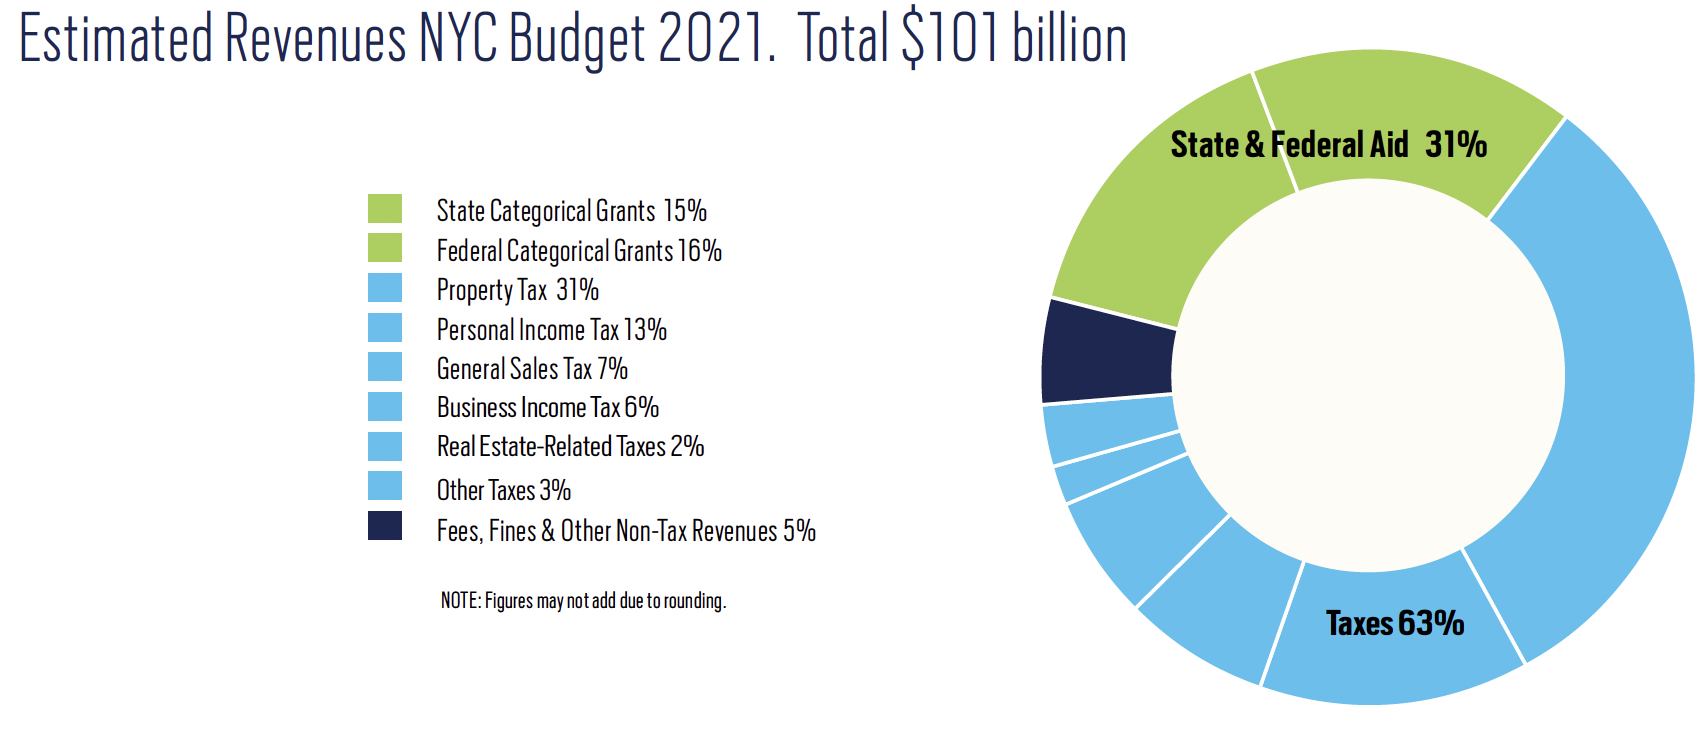 Estimated Revenues NYC Budget 2021. Total $101 billion
State & Federal Aid 31%
State Categorical Grants 15%
Federal Categorical Grants 16%
Property Tax 31%
Personal Income Tax 13%
General Sales Tax 7%
Business Income Tax 6%
Real Estate-Related Taxes 2%
Other Taxes 3%
Fees, Fines & Other Non-Tax Revenues 5%
NOTE: Figures may not add due to rounding.
Taxes 63%